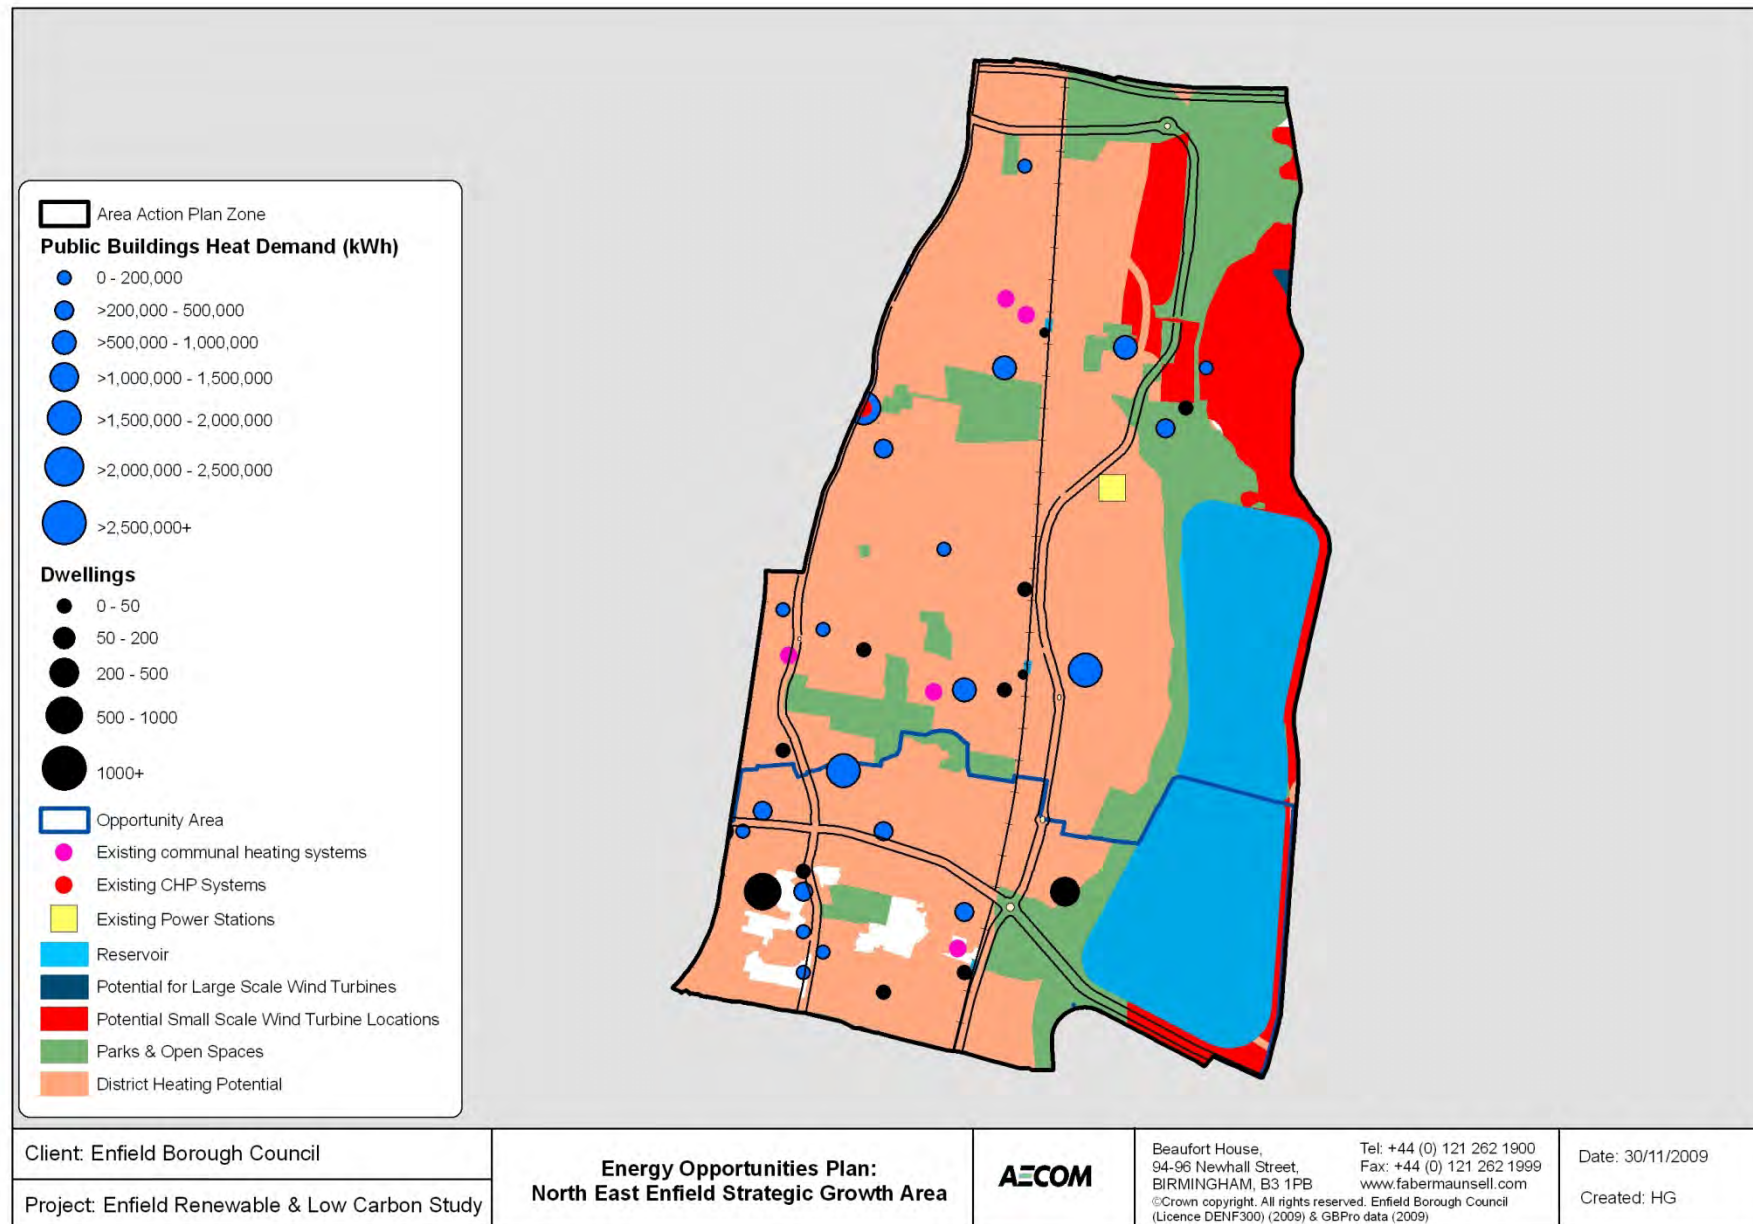 Area Action Plan Zone
Public Buildings Heat Demand (kWh)
0 - 200,000
>200,000 - 500,000
>500,000 - 1,000,000
>1,000,000 - 1,500,000
>1,500,000 - 2,000,000
>2,000,000 - 2,500,000
>2,500,000+
Dwellings
0 - 50
50 - 200
200 - 500
500 - 1000
1000+
Opportunity Area
Existing communal heating systems
Existing CHP Systems
Existing Power Stations
Reservoir
Potential for Large Scale Wind Turbines
Potential Small Scale Wind Turbine Locations
Parks & Open Spaces
District Heating Potential
Client: Enfield Borough Council
Project: Enfield Renewable & Low Carbon Study
Energy Opportunities Plan:
North East Enfield Strategic Growth Area
AECOM
Beaufort House,
94-96 Newhall Street,
BIRMINGHAM, B3 1PB
Tel: +44 (0) 121 262 1900
Fax: +44 (0) 121 262 1999
www.fabermaunsell.com
©Crown copyright. All rights reserved. Enfield Borough Council
(Licence DENF300) (2009) & GBPro data (2009)
Date: 30/11/2009
Created: HG